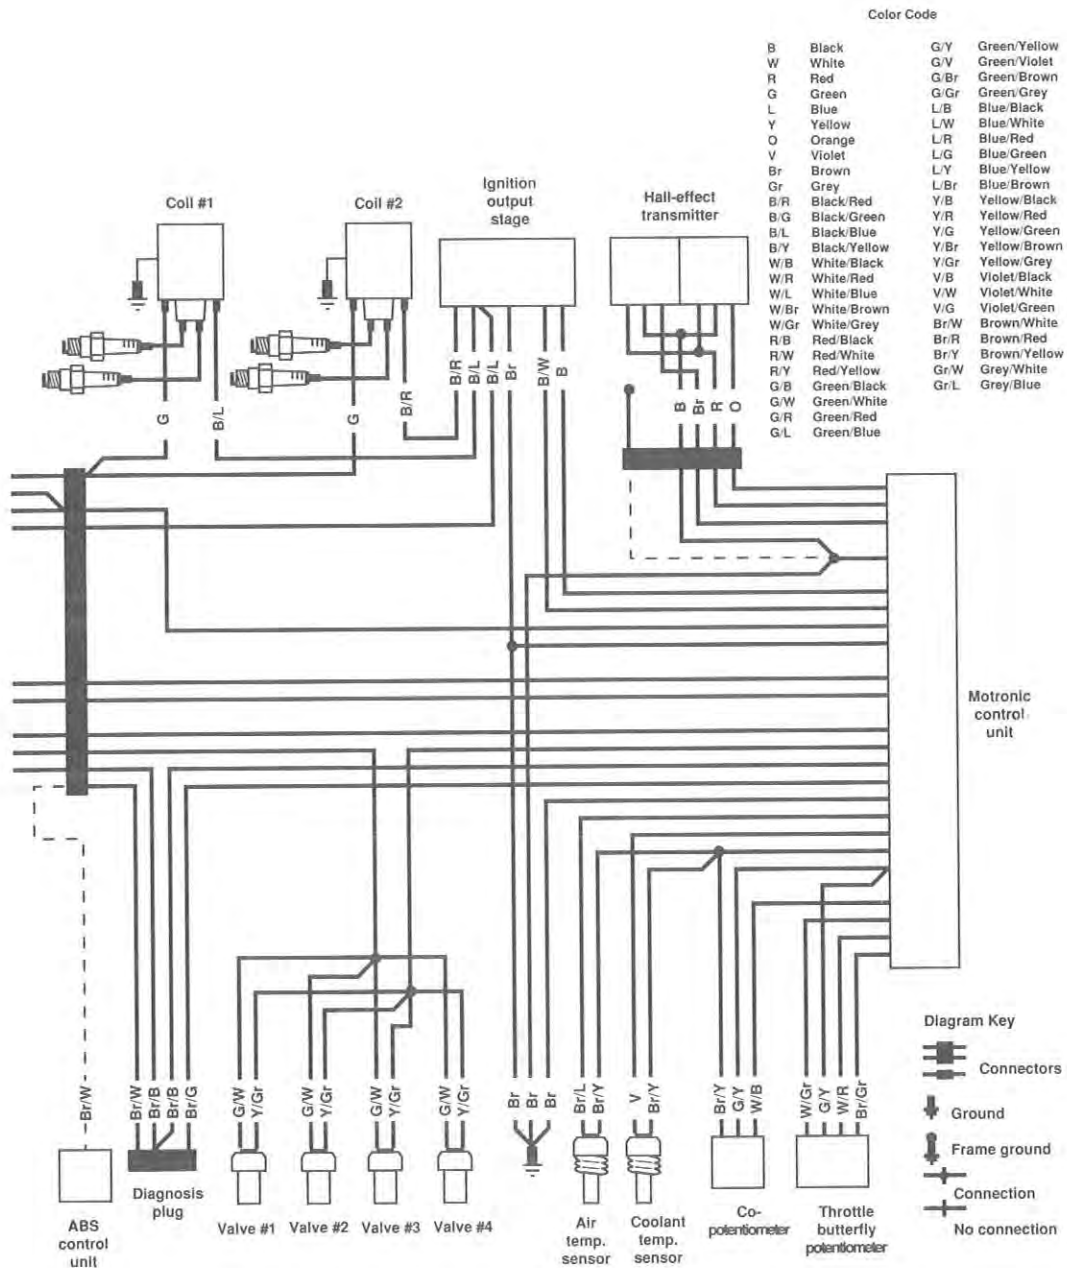 Color Code
B Black
W White
R Red
G Green
L Blue
Y Yellow
O Orange
V Violet
Br Brown
Gr Grey
B/R Black/Red
B/G Black/Green
B/L Black/Blue
B/Y Black/Yellow
W/B White/Black
W/R White/Red
W/L White/Blue
W/Br White/Brown
W/Gr White/Grey
R/B Red/Black
R/W Red/White
R/Y Red/Yellow
G/B Green/Black
G/W Green/White
G/R Green/Red
G/L Green/Blue
G/Y Green/Yellow
G/V Green/Violet
G/Br Green/Brown
G/Gr Green/Grey
L/B Blue/Black
L/W Blue/White
L/R Blue/Red
L/G Blue/Green
L/Y Blue/Yellow
L/Br Blue/Brown
Y/B Yellow/Black
Y/R Yellow/Red
Y/G Yellow/Green
Y/Br Yellow/Brown
Y/Gr Yellow/Grey
V/B Violet/Black
V/W Violet/White
V/G Violet/Green
Br/W Brown/White
Br/R Brown/Red
Br/Y Brown/Yellow
Gr/W Grey/White
Gr/L Grey/Blue
Coil #1
Coil #2
Ignition
output
stage
Hall-effect
transmitter
G
B/L
G
B/R
B/R
B/L
B/L
Br
B/W
B
B
Br
R
O
Motronic
control
unit
Br/W
Br/W
Br/B
Br/B
Br/G
G/W
Y/Gr
G/W
Y/Gr
G/W
Y/Gr
G/W
Y/Gr
Br
Br
Br
Br/L
Br/Y
V
Br/Y
Br/Y
G/Y
W/B
W/Gr
G/Y
W/R
Br/Gr
ABS
control
unit
Diagnosis
plug
Valve #1
Valve #2
Valve #3
Valve #4
Air
temp.
sensor
Coolant
temp.
sensor
Co-
potentiometer
Throttle
butterfly
potentiometer
Diagram Key
Connectors
Ground
Frame ground
Connection
No connection